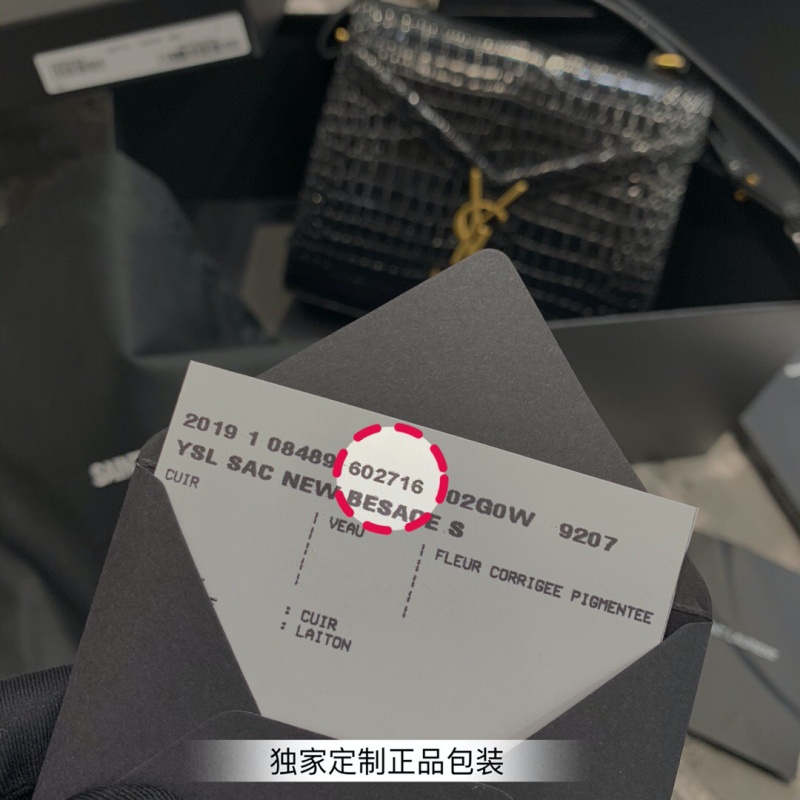 YSL
2019 1 08489 602716 02G0W 9207
YSL SAC NEW BESACE S
CUIR
VEAU
FLEUR CORRIGEE PIGMENTEE
: CUIR
: LAITON
独家定制正品包装